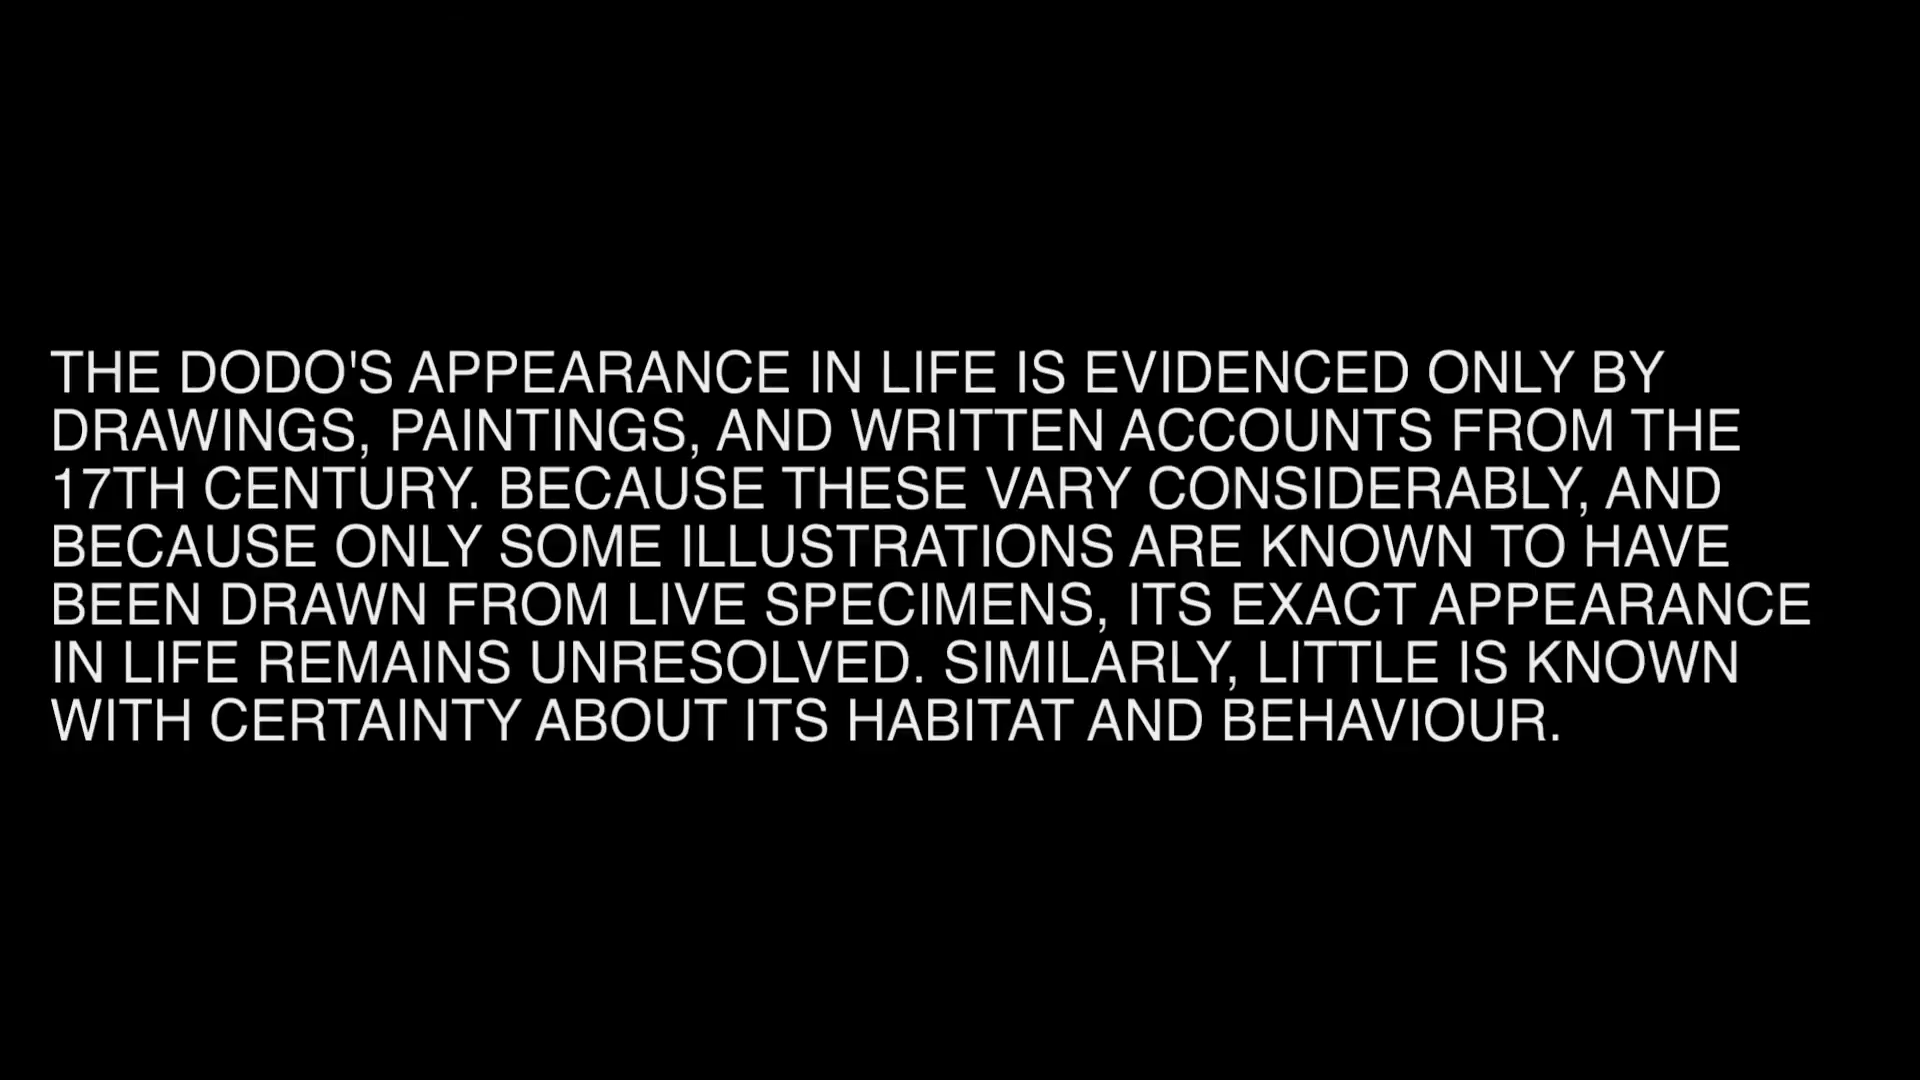 THE DODO'S APPEARANCE IN LIFE IS EVIDENCED ONLY BY
DRAWINGS, PAINTINGS, AND WRITTEN ACCOUNTS FROM THE
17TH CENTURY. BECAUSE THESE VARY CONSIDERABLY, AND
BECAUSE ONLY SOME ILLUSTRATIONS ARE KNOWN TO HAVE
BEEN DRAWN FROM LIVE SPECIMENS, ITS EXACT APPEARANCE
IN LIFE REMAINS UNRESOLVED. SIMILARLY, LITTLE IS KNOWN
WITH CERTAINTY ABOUT ITS HABITAT AND BEHAVIOUR.